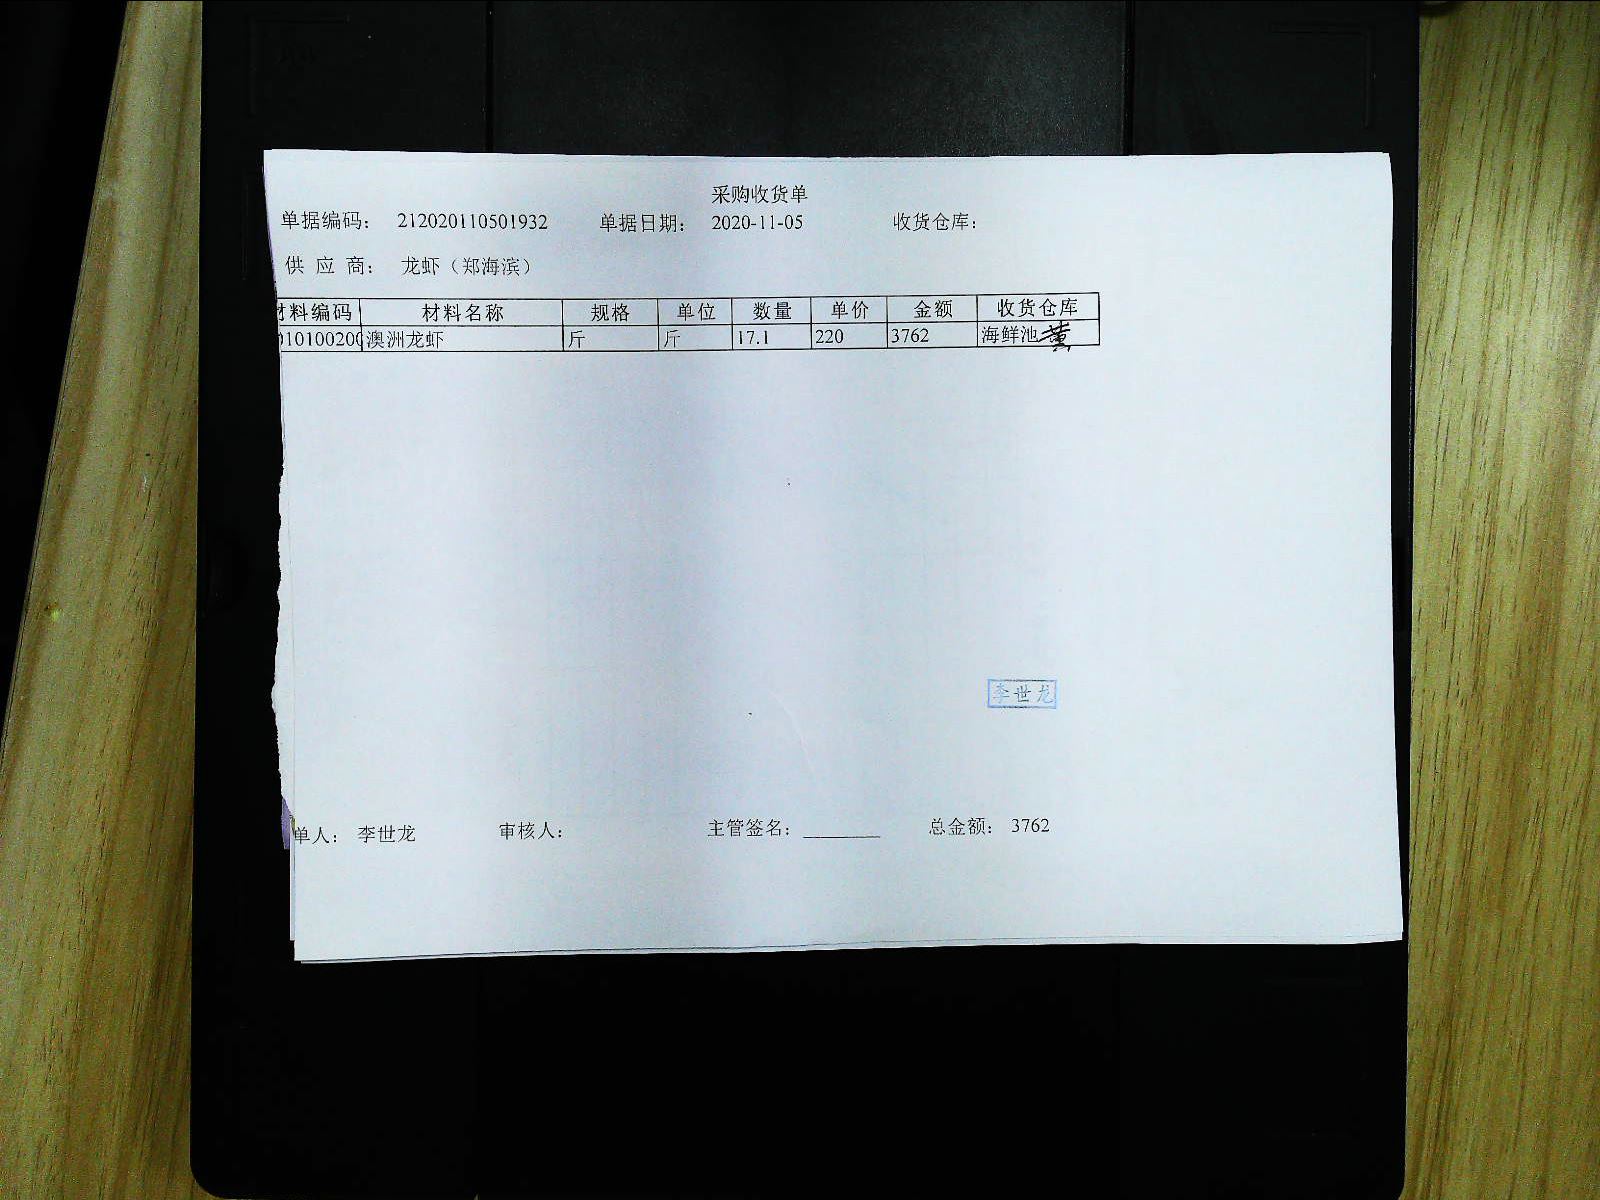 采购收货单
单据编码： 212020110501932 单据日期： 2020-11-05 收货仓库：
供 应 商： 龙虾（郑海滨）
材料编码 材料名称 规格 单位 数量 单价 金额 收货仓库
010100200 澳洲龙虾 斤 斤 17.1 220 3762 海鲜池 黄
李世龙
单人： 李世龙 审核人： 主管签名： ________ 总金额： 3762